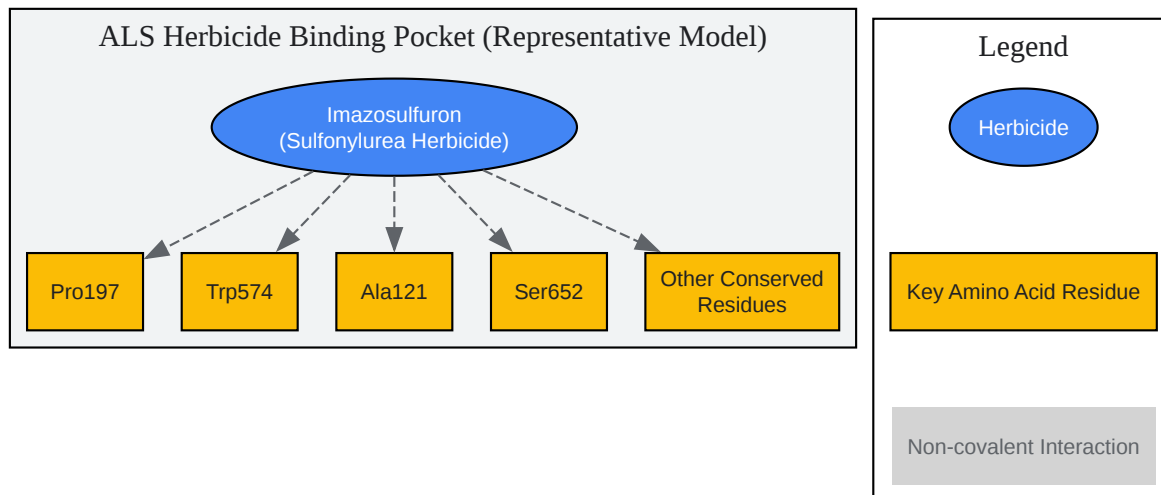 ALS Herbicide Binding Pocket (Representative Model)
Imazosulfuron
(Sulfonylurea Herbicide)
Pro197
Trp574
Ala121
Ser652
Other Conserved
Residues
Legend
Herbicide
Key Amino Acid Residue
Non-covalent Interaction